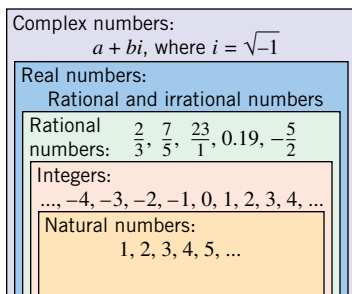 Complex numbers:
a + bi, where i = √−1
Real numbers:
Rational and irrational numbers
Rational numbers: 2/3, 7/5, 23/1, 0.19, −5/2
Integers:
..., −4, −3, −2, −1, 0, 1, 2, 3, 4, ...
Natural numbers:
1, 2, 3, 4, 5, ...